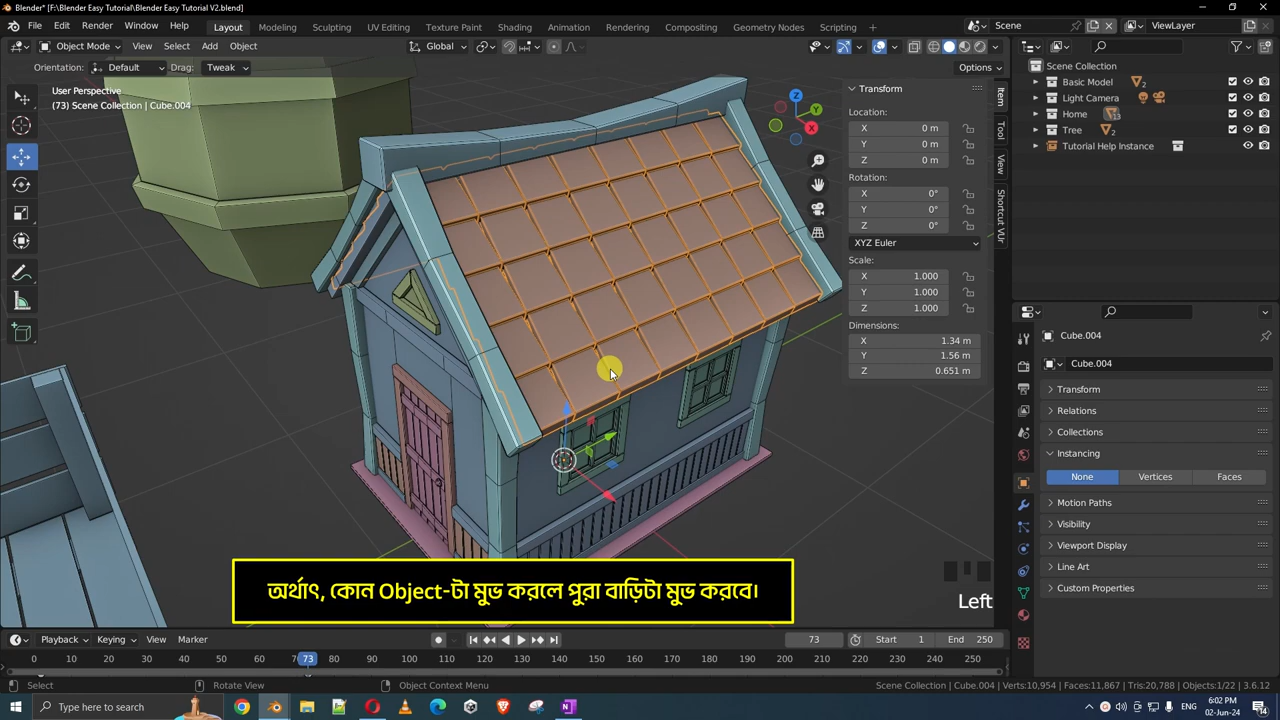 Blender* [F:\Blender Easy Tutorial\Blender Easy Tutorial V2.blend]
File Edit Render Window Help Layout Modeling Sculpting UV Editing Texture Paint Shading Animation Rendering Compositing Geometry Nodes Scripting Scene ViewLayer
Object Mode View Select Add Object Global
Orientation: Default Drag: Tweak Options
User Perspective
(73) Scene Collection | Cube.004
Transform
Location:
X 0 m
Y 0 m
Z 0 m
Rotation:
X 0°
Y 0°
Z 0°
XYZ Euler
Scale:
X 1.000
Y 1.000
Z 1.000
Dimensions:
X 1.34 m
Y 1.56 m
Z 0.651 m
Item
Tool
View
Shortcut VUr
Z
Y
X
Scene Collection
Basic Model 2
Light Camera
Home 13
Tree 2
Tutorial Help Instance
Cube.004
Cube.004
Transform
Relations
Collections
Instancing
None Vertices Faces
Motion Paths
Visibility
Viewport Display
Line Art
Custom Properties
অর্থাৎ, কোন Object-টা মুভ করলে পুরা বাড়িটা মুভ করবে।
Left
Playback Keying View Marker 73 Start 1 End 250
0 10 20 30 40 50 60 73 80 90 100 110 120 130 140 150 160 170 180 190 200 210 220 230 240 250
Select Rotate View Object Context Menu Scene Collection | Cube.004 | Verts:10,954 | Faces:11,867 | Tris:20,788 | Objects:1/22 | 3.6.12
Type here to search
6:02 PM
02-Jun-24